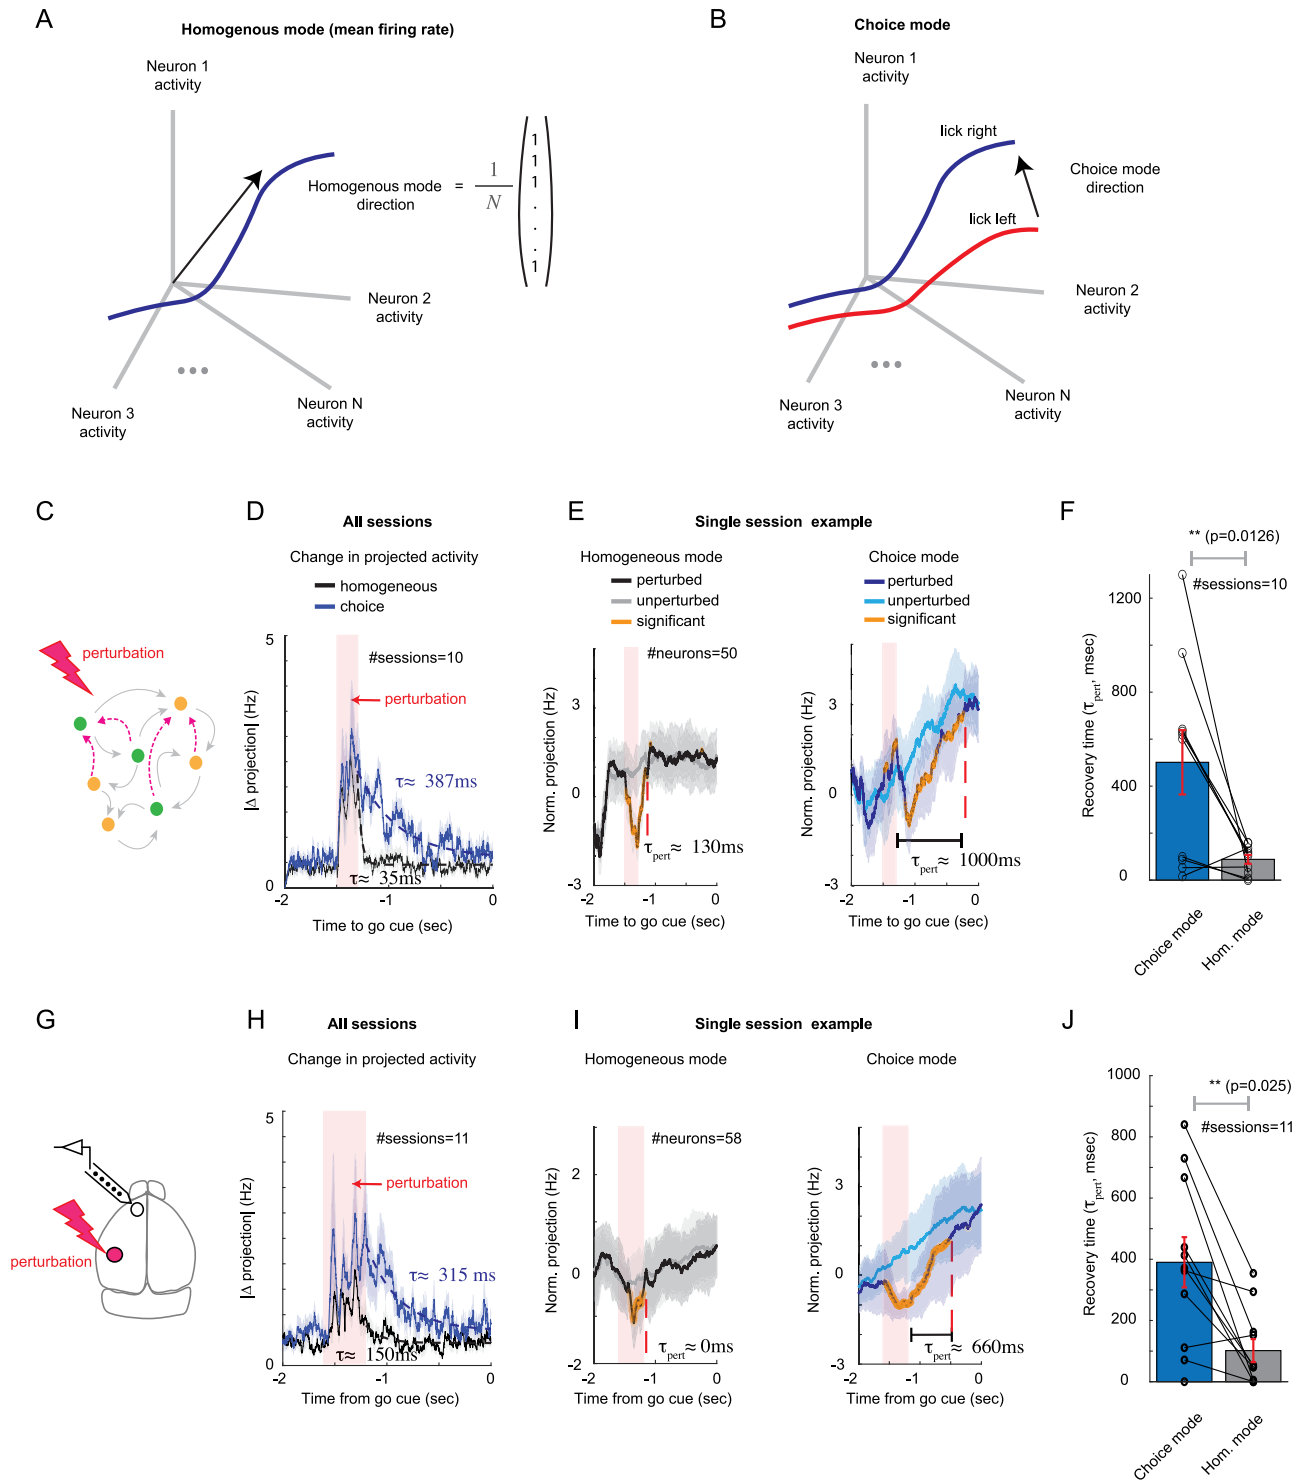 A
Homogenous mode (mean firing rate)
Neuron 1
activity
Homogenous mode
direction
=
1
N
1
1
1
.
.
.
1
Neuron 2
activity
Neuron 3
activity
Neuron N
activity
B
Choice mode
Neuron 1
activity
lick right
lick left
Choice mode
direction
Neuron 2
activity
Neuron 3
activity
Neuron N
activity
C
perturbation
D
All sessions
Change in projected activity
homogeneous
choice
#sessions=10
perturbation
τ≈ 387ms
τ≈ 35ms
|Δ projection| (Hz)
5
0
-2
-1
0
Time to go cue (sec)
E
Single session example
Homogeneous mode
perturbed
unperturbed
significant
#neurons=50
τpert≈ 130ms
Norm. projection (Hz)
3
0
-3
-2
-1
0
Time to go cue (sec)
Choice mode
perturbed
unperturbed
significant
τpert≈ 1000ms
Norm. projection (Hz)
3
0
-3
-2
-1
0
Time to go cue (sec)
F
** (p=0.0126)
#sessions=10
Recovery time (τpert, msec)
1200
800
400
0
Choice mode
Hom. mode
G
perturbation
H
All sessions
Change in projected activity
#sessions=11
perturbation
τ≈ 315 ms
τ≈ 150ms
|Δ projection| (Hz)
5
0
-2
-1
0
Time from go cue (sec)
I
Single session example
Homogeneous mode
#neurons=58
τpert≈ 0ms
Norm. projection (Hz)
2
0
-2
-2
-1
0
Time from go cue (sec)
Choice mode
τpert≈ 660ms
Norm. projection (Hz)
3
0
-3
-2
-1
0
Time from go cue (sec)
J
** (p=0.025)
#sessions=11
Recovery time (τpert, msec)
1000
800
600
400
200
0
Choice mode
Hom. mode